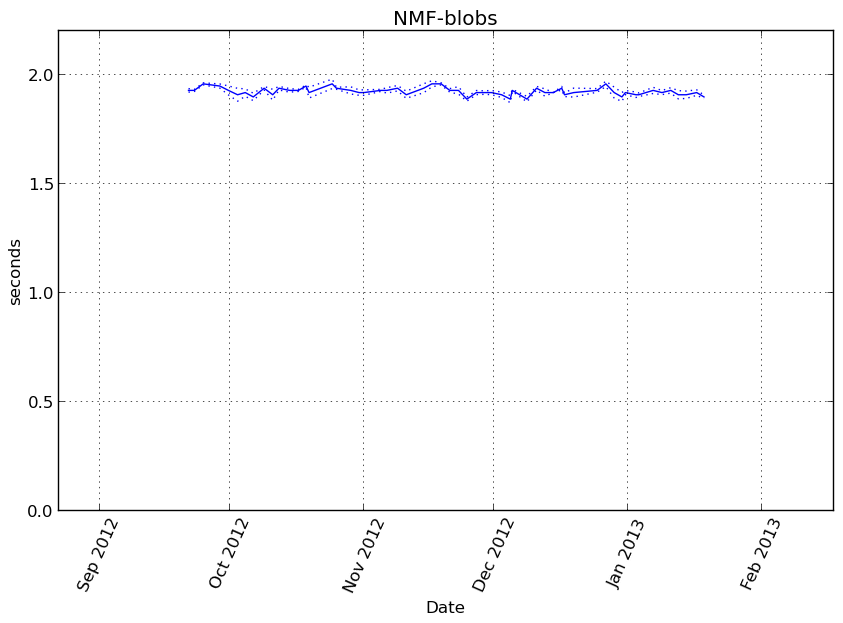 NMF-blobs
2.0
1.5
1.0
0.5
0.0
seconds
Sep 2012
Oct 2012
Nov 2012
Dec 2012
Jan 2013
Feb 2013
Date